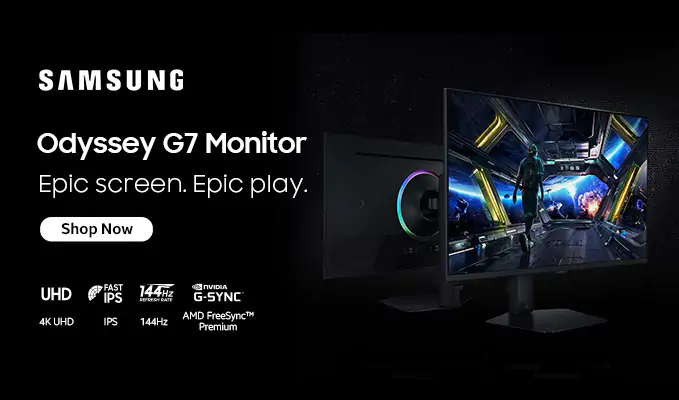 SAMSUNG
Odyssey G7 Monitor
Epic screen. Epic play.
Shop Now
UHD
FAST
IPS
144Hz
REFRESH RATE
NVIDIA
G-SYNC
4K UHD
IPS
144Hz
AMD FreeSync™
Premium